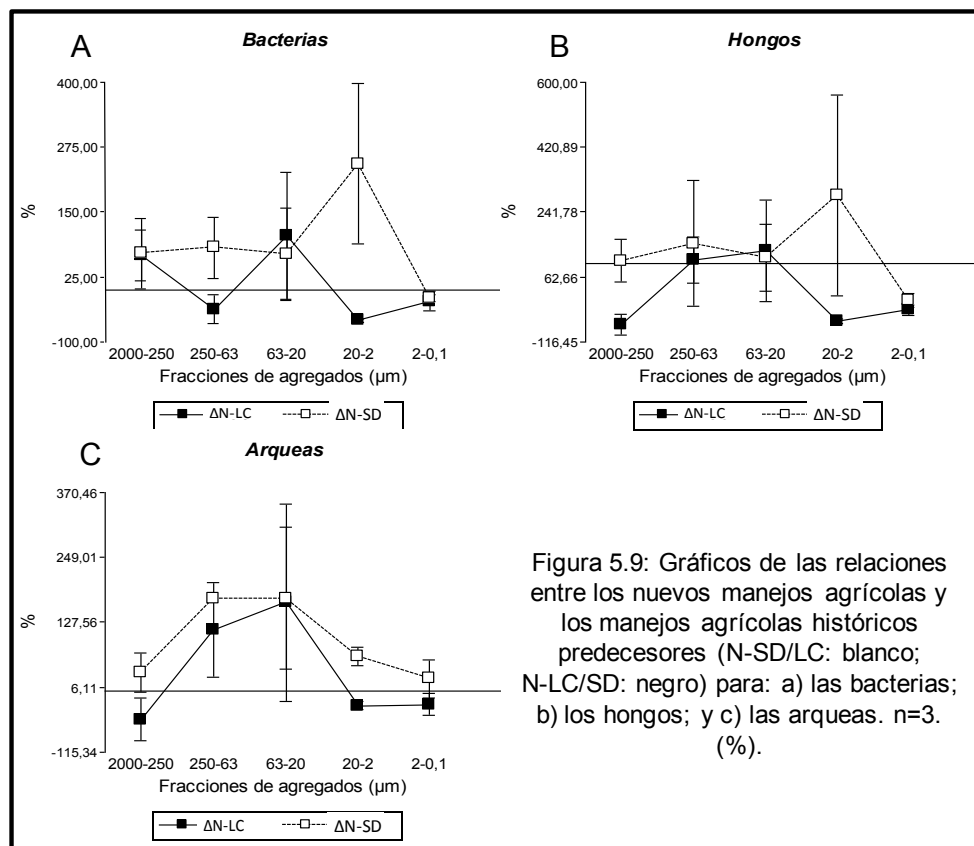 A
Bacterias
400,00
275,00
150,00
25,00
-100,00
%
2000-250 250-63 63-20 20-2 2-0,1
Fracciones de agregados (µm)
ΔN-LC ΔN-SD
B
Hongos
600,00
420,89
241,78
62,66
-116,45
%
2000-250 250-63 63-20 20-2 2-0,1
Fracciones de agregados (µm)
ΔN-LC ΔN-SD
C
Arqueas
370,46
249,01
127,56
6,11
-115,34
%
2000-250 250-63 63-20 20-2 2-0,1
Fracciones de agregados (µm)
ΔN-LC ΔN-SD
Figura 5.9: Gráficos de las relaciones
entre los nuevos manejos agrícolas y
los manejos agrícolas históricos
predecesores (N-SD/LC: blanco;
N-LC/SD: negro) para: a) las bacterias;
b) los hongos; y c) las arqueas. n=3.
(%).